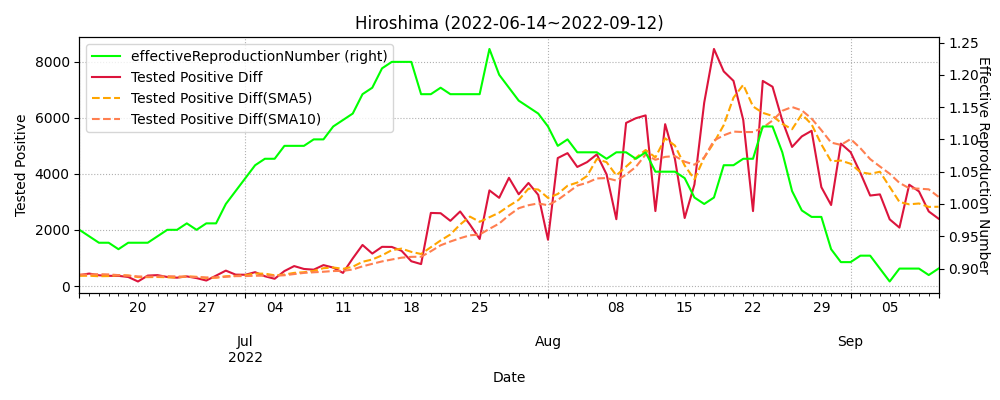 Hiroshima (2022-06-14~2022-09-12)
effectiveReproductionNumber (right)
Tested Positive Diff
Tested Positive Diff(SMA5)
Tested Positive Diff(SMA10)
Tested Positive
8000
6000
4000
2000
0
1.25
1.20
1.15
1.10
1.05
1.00
0.95
0.90
Effective Reproduction Number
20 27 04 11 18 25 08 15 22 29 05
Jul Aug Sep
2022
Date